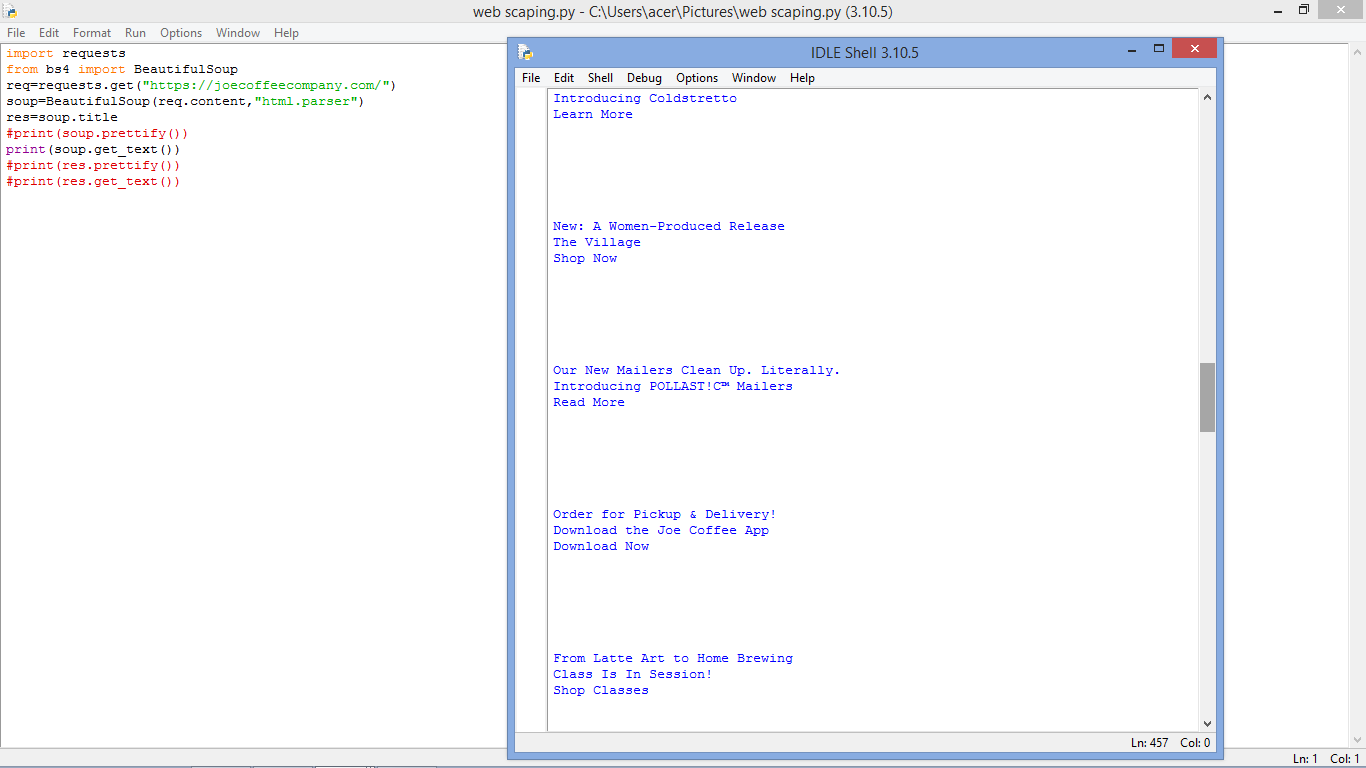 web scaping.py - C:\Users\acer\Pictures\web scaping.py (3.10.5)
File Edit Format Run Options Window Help
import requests
from bs4 import BeautifulSoup
req=requests.get("https://joecoffeecompany.com/")
soup=BeautifulSoup(req.content,"html.parser")
res=soup.title
#print(soup.prettify())
print(soup.get_text())
#print(res.prettify())
#print(res.get_text())
IDLE Shell 3.10.5
File Edit Shell Debug Options Window Help
Introducing Coldstretto
Learn More
New: A Women-Produced Release
The Village
Shop Now
Our New Mailers Clean Up. Literally.
Introducing POLLAST!C™ Mailers
Read More
Order for Pickup & Delivery!
Download the Joe Coffee App
Download Now
From Latte Art to Home Brewing
Class Is In Session!
Shop Classes
Ln: 457 Col: 0
Ln: 1 Col: 1